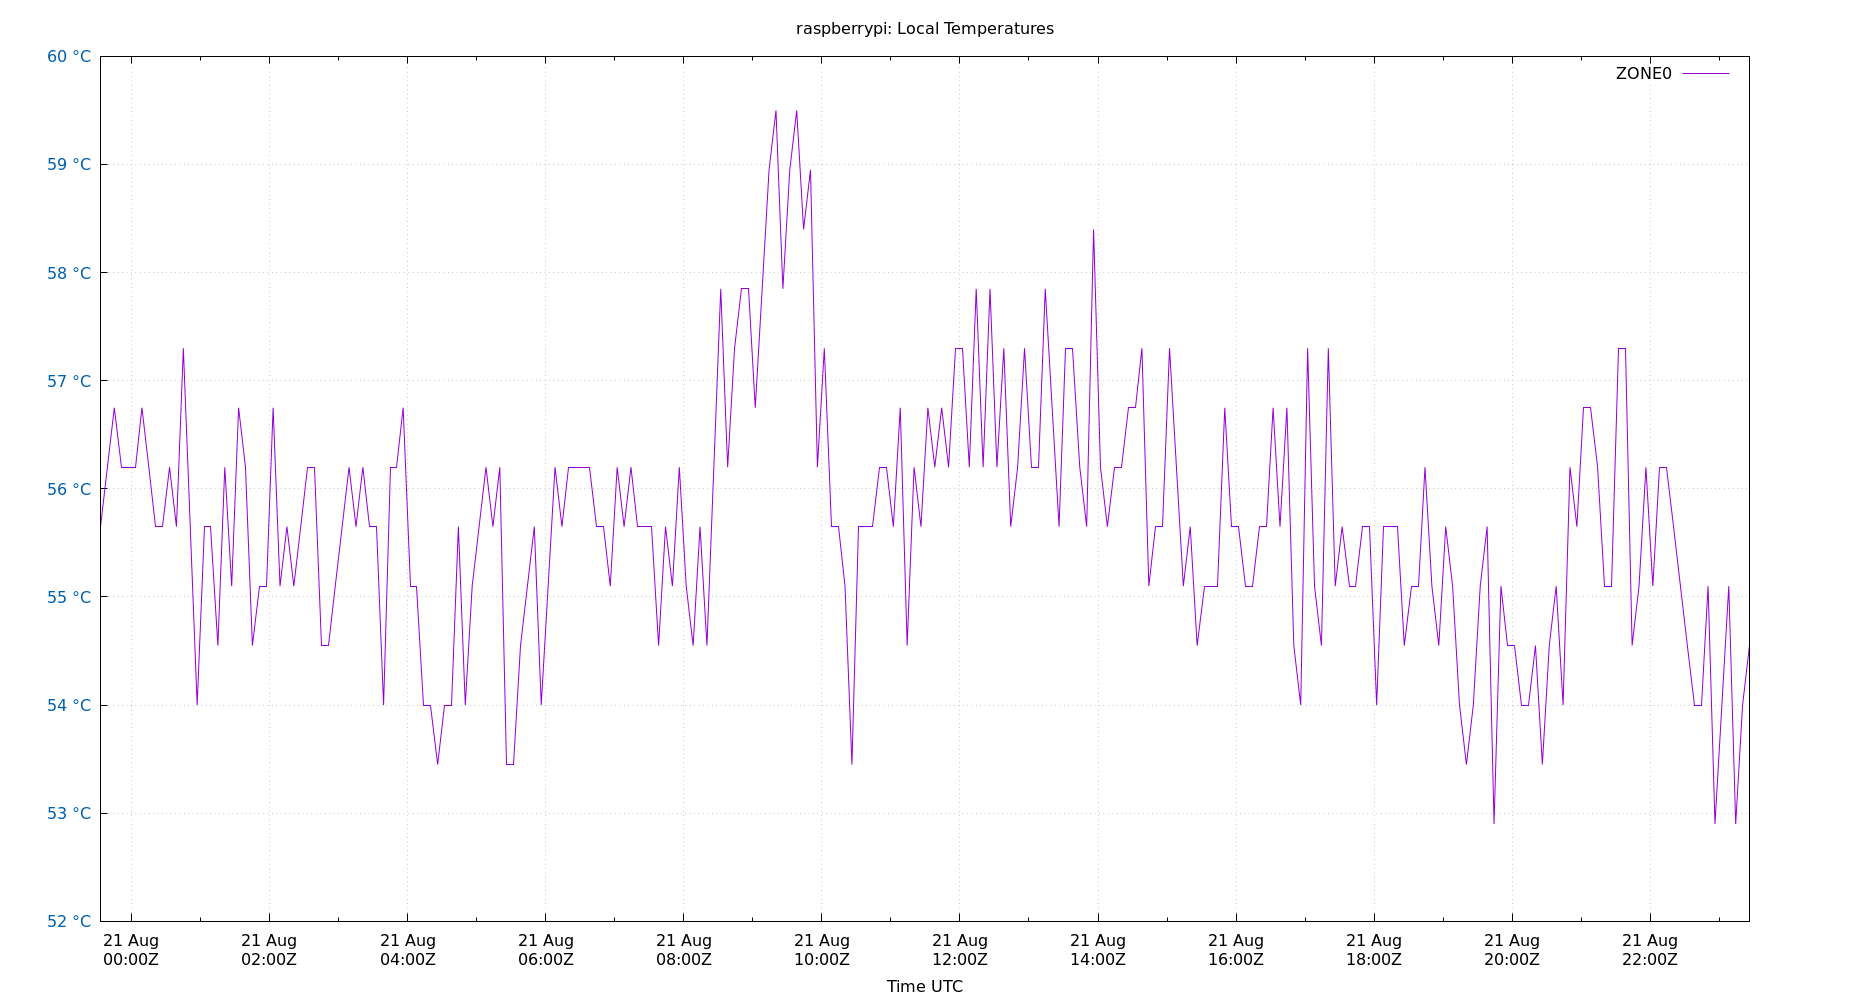 raspberrypi: Local Temperatures
60 °C
ZONE0
59 °C
58 °C
57 °C
56 °C
55 °C
54 °C
53 °C
52 °C
21 Aug 21 Aug 21 Aug 21 Aug 21 Aug 21 Aug 21 Aug 21 Aug 21 Aug 21 Aug 21 Aug 21 Aug
00:00Z 02:00Z 04:00Z 06:00Z 08:00Z 10:00Z 12:00Z 14:00Z 16:00Z 18:00Z 20:00Z 22:00Z
Time UTC